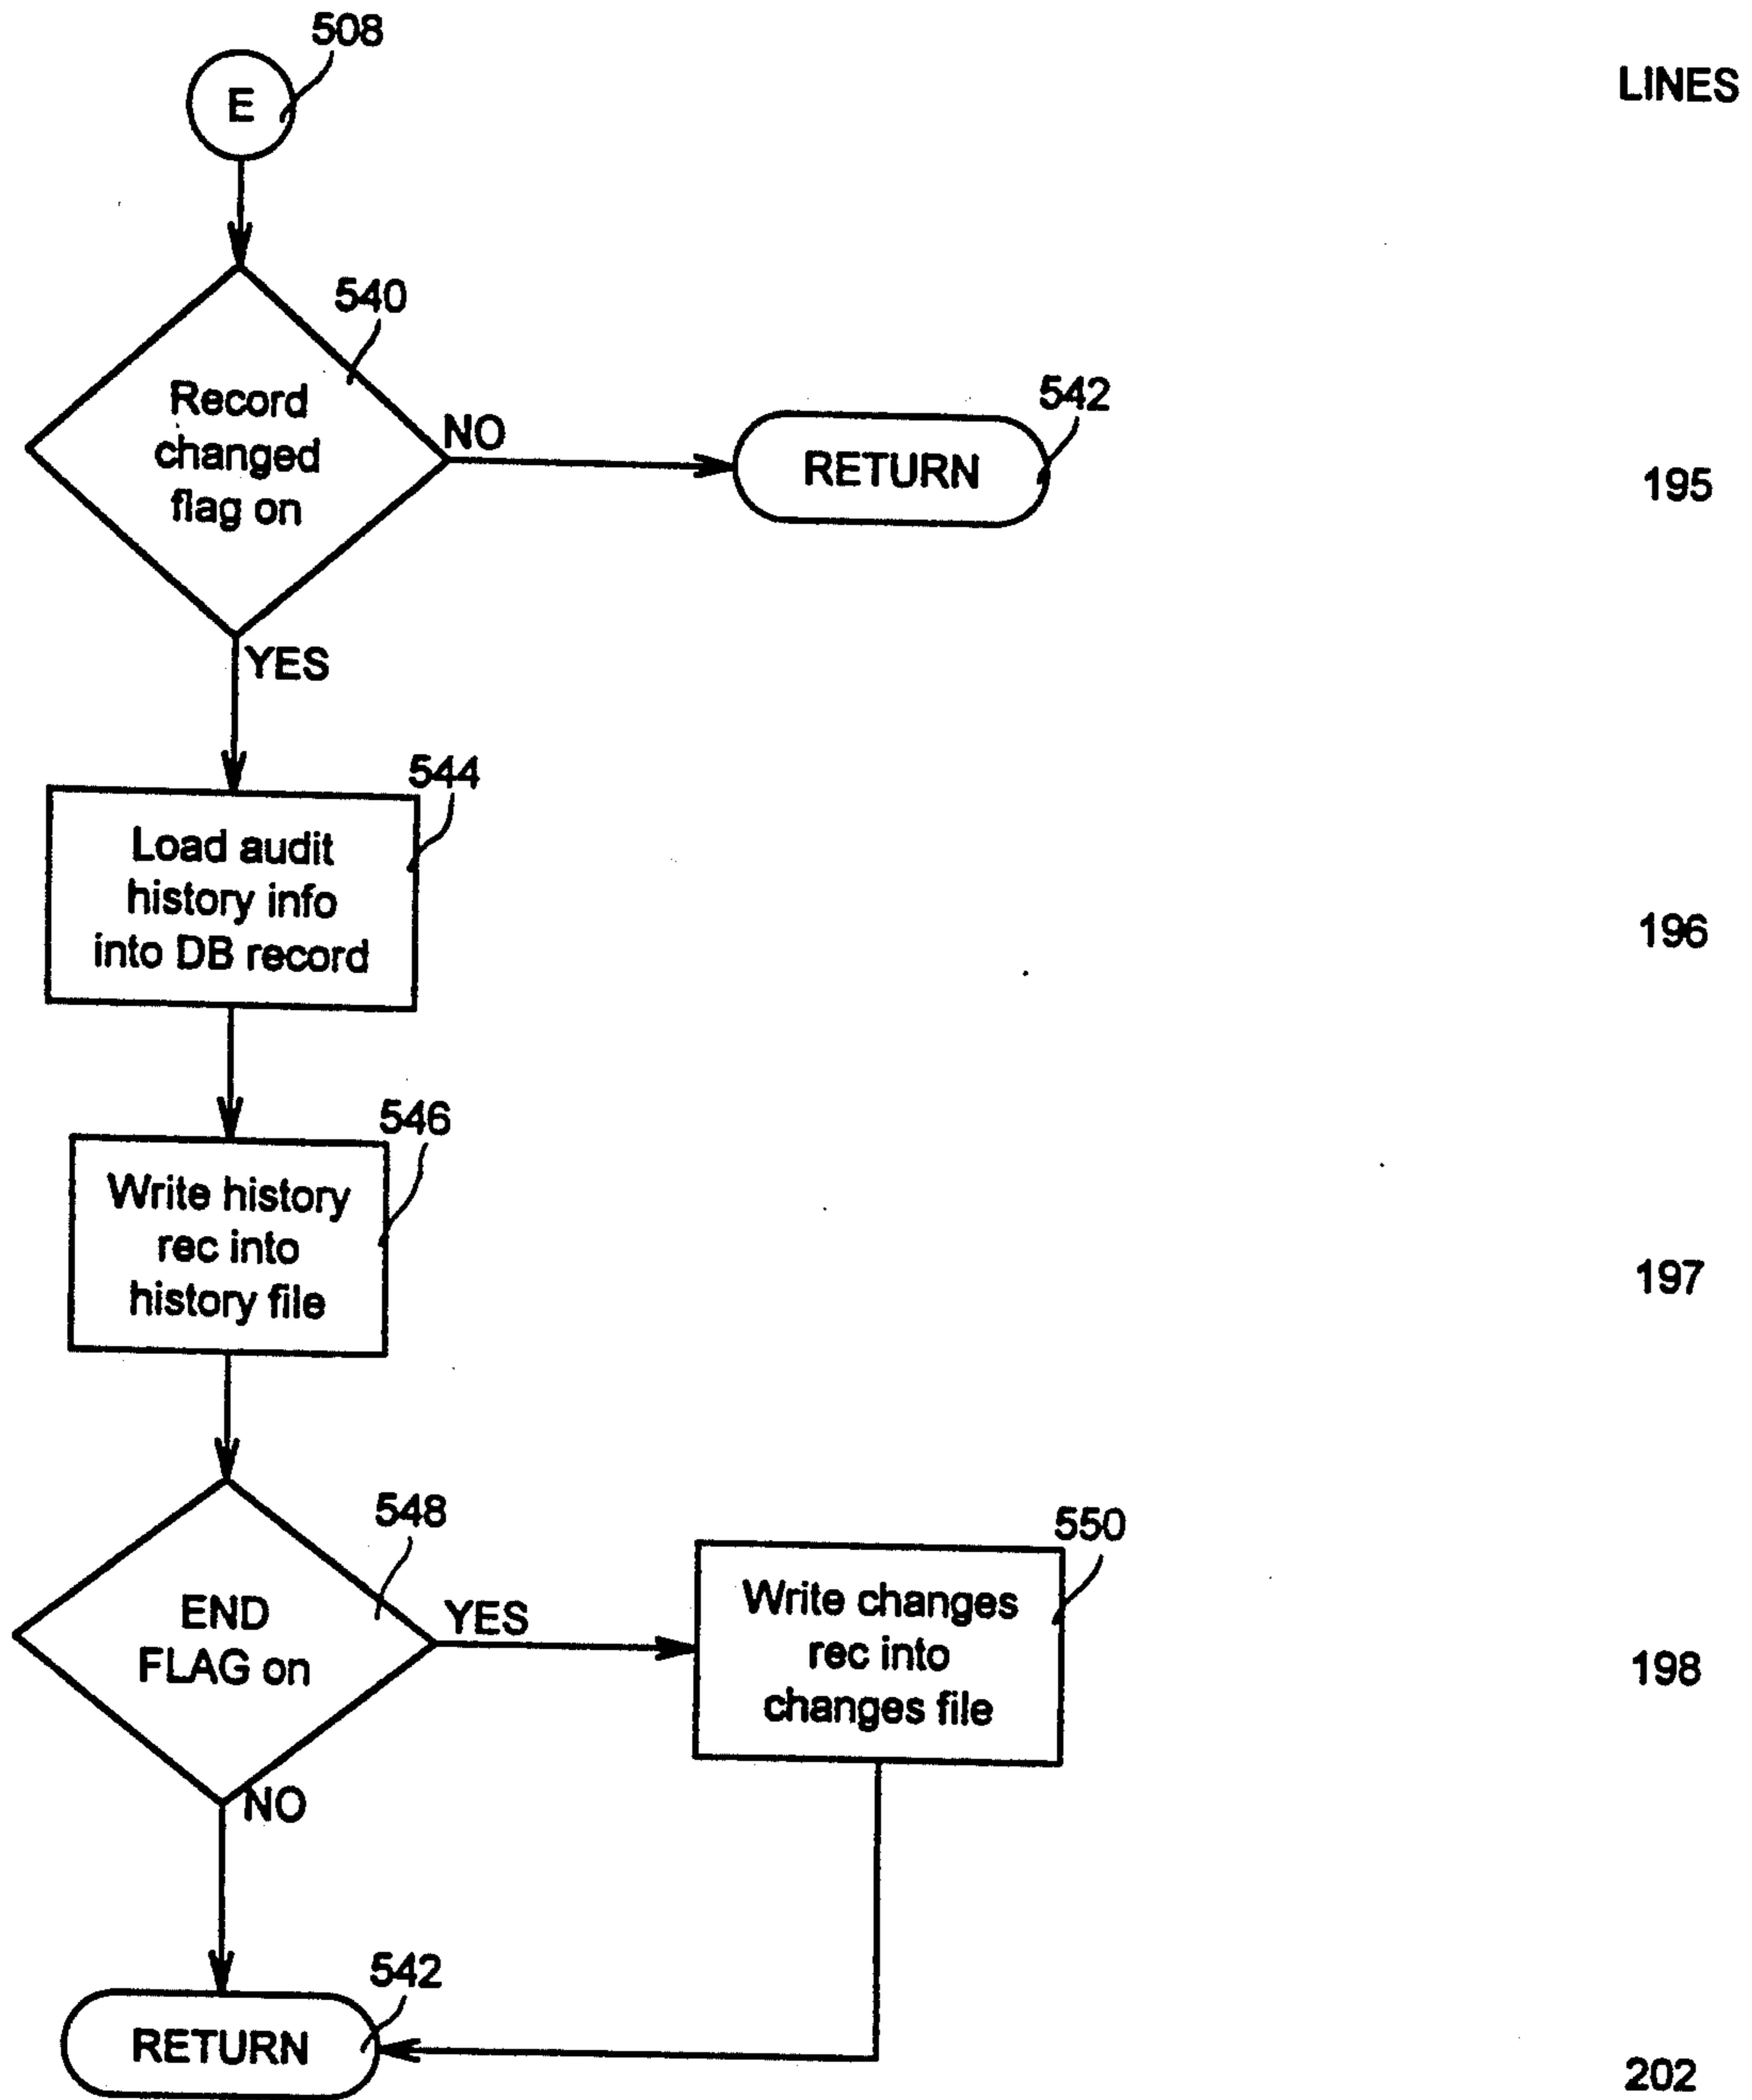 508
LINES
E
540
Record
changed
flag on
NO
542
RETURN
195
YES
544
Load audit
history info
into DB record
196
546
Write history
rec into
history file
197
548
END
FLAG on
YES
550
Write changes
rec into
changes file
198
NO
542
RETURN
202